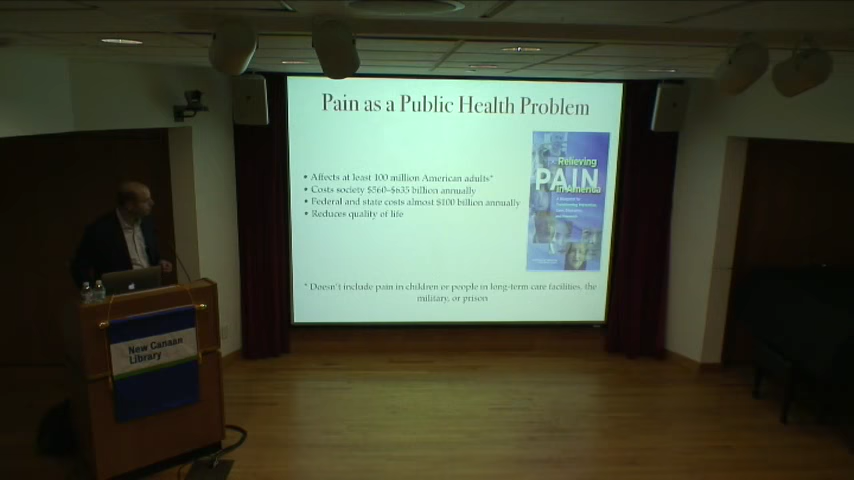 Pain as a Public Health Problem
• Affects at least 100 million American adults*
• Costs society $560–$635 billion annually
• Federal and state costs almost $100 billion annually
• Reduces quality of life
Relieving
PAIN
in America
* Doesn't include pain in children or people in long-term care facilities, the
military, or prison
New Canaan
Library